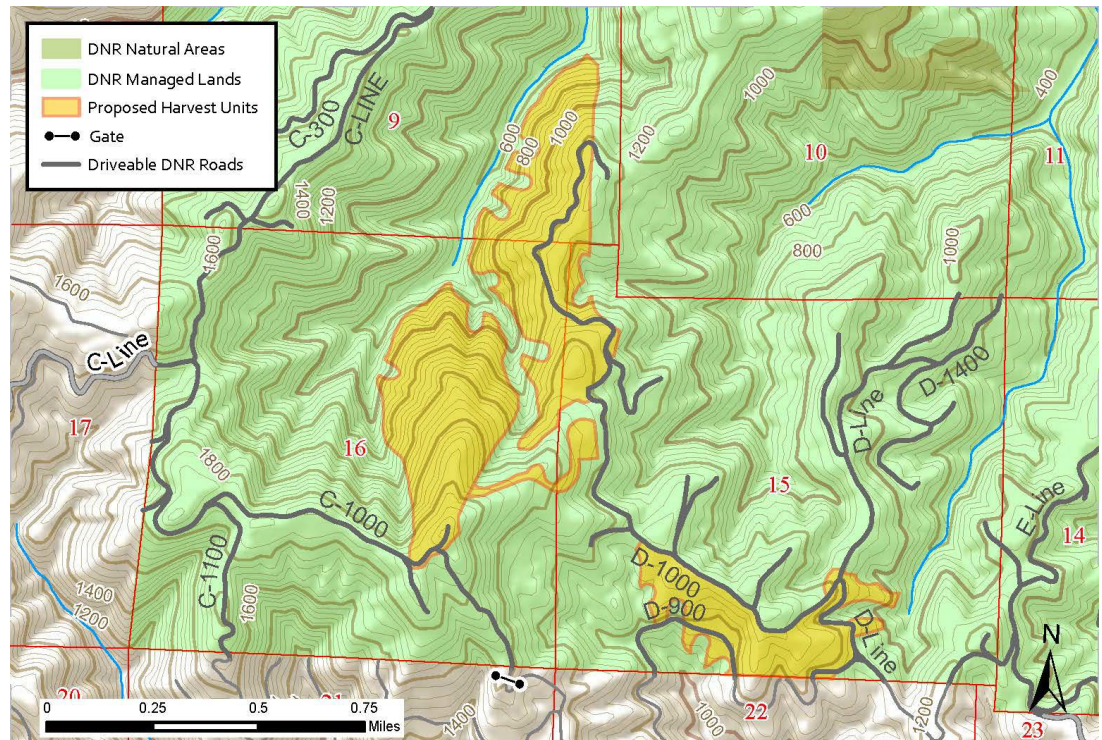 DNR Natural Areas
DNR Managed Lands
Proposed Harvest Units
Gate
Driveable DNR Roads
C-300
C-LINE
9
600
800
1000
1200
1000
10
400
11
1400
1200
600
1600
800
1000
1600
C-Line
D-1400
D-Line
17
16
1800
15
C-1000
E-Line
14
C-1100
D-1000
1400
1200
1600
D-900
D-Line
N
20
21
1400
1000
22
1200
23
0
0.25
0.5
0.75
Miles